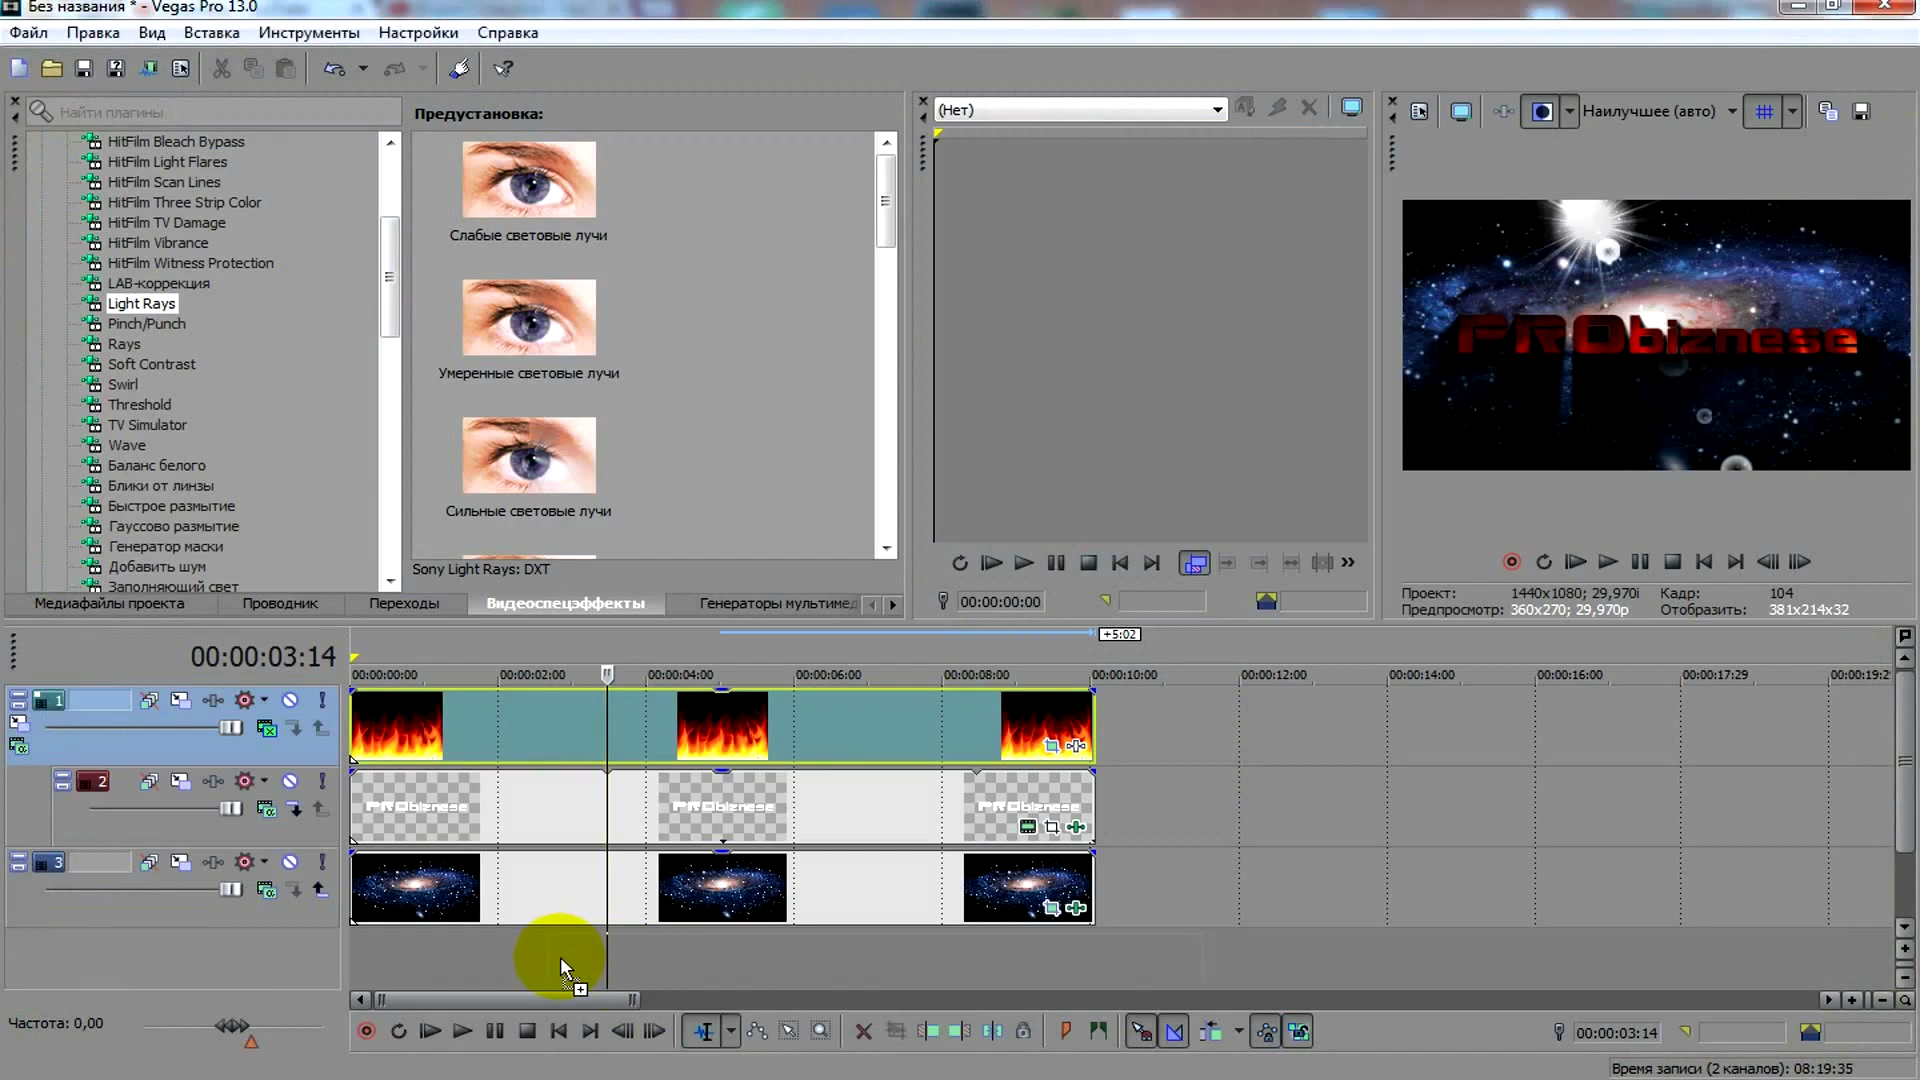 Без названия * - Vegas Pro 13.0
Файл Правка Вид Вставка Инструменты Настройки Справка
Найти плагины
Предустановка:
(Нет)
Наилучшее (авто)
HitFilm Bleach Bypass
HitFilm Light Flares
HitFilm Scan Lines
HitFilm Three Strip Color
HitFilm TV Damage
HitFilm Vibrance
HitFilm Witness Protection
LAB-коррекция
Light Rays
Pinch/Punch
Rays
Soft Contrast
Swirl
Threshold
TV Simulator
Wave
Баланс белого
Блики от линзы
Быстрое размытие
Гауссово размытие
Генератор маски
Добавить шум
Заполняющий свет
Слабые световые лучи
Умеренные световые лучи
Сильные световые лучи
Sony Light Rays: DXT
PRObiznese
Медиафайлы проекта Проводник Переходы Видеоспецэффекты Генераторы мультимед
00:00:00:00
Проект: 1440x1080; 29,970i Кадр: 104
Предпросмотр: 360x270; 29,970p Отобразить: 381x214x32
00:00:03:14
+5:02
00:00:00:00 00:00:02:00 00:00:04:00 00:00:06:00 00:00:08:00 00:00:10:00 00:00:12:00 00:00:14:00 00:00:16:00 00:00:17:29 00:00:19:2
1
2
PRObiznese PRObiznese PRObiznese
3
Частота: 0,00
00:00:03:14
Время записи (2 каналов): 08:19:35